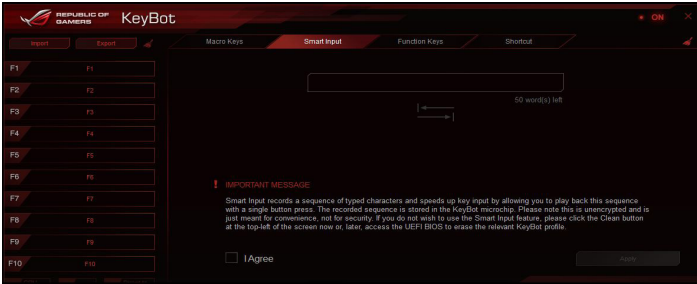 REPUBLIC OF
GAMERS
KeyBot
ON
Import
Export
Macro Keys
Smart Input
Function Keys
Shortcut
F1
F1
F2
F2
F3
F3
F4
F4
F5
F5
F6
F6
F7
F7
F8
F8
F9
F9
F10
F10
50 word(s) left
! IMPORTANT MESSAGE
Smart Input records a sequence of typed characters and speeds up key input by allowing you to play back this sequence
with a single button press. The recorded sequence is stored in the KeyBot microchip. Please note this is unencrypted and is
just meant for convenience, not for security. If you do not wish to use the Smart Input feature, please click the Clean button
at the top-left of the screen now or, later, access the UEFI BIOS to erase the relevant KeyBot profile.
I Agree
Apply